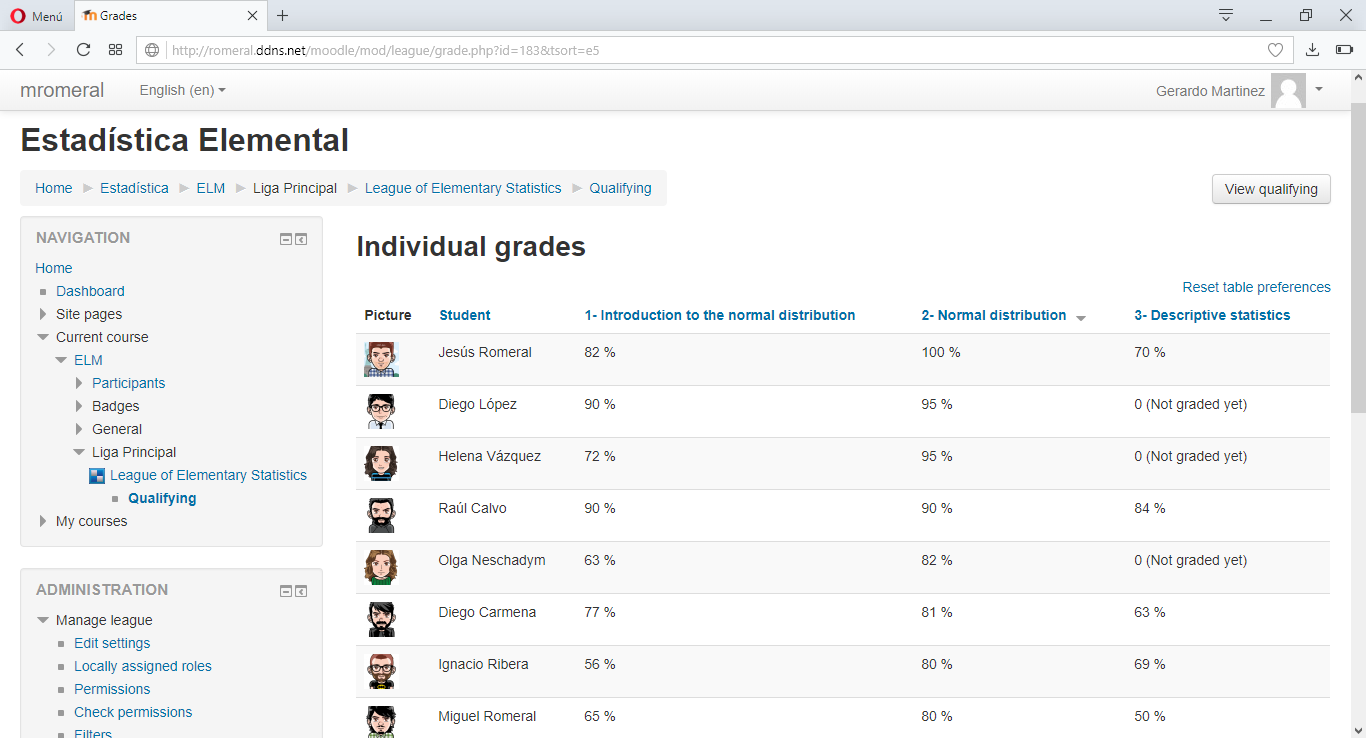 Menú
Grades
http://romeral.ddns.net/moodle/mod/league/grade.php?id=183&tsort=e5
mromeral English (en) Gerardo Martinez
Estadística Elemental
Home Estadística ELM Liga Principal League of Elementary Statistics Qualifying
View qualifying
NAVIGATION
Home
Dashboard
Site pages
Current course
ELM
Participants
Badges
General
Liga Principal
League of Elementary Statistics
Qualifying
My courses
ADMINISTRATION
Manage league
Edit settings
Locally assigned roles
Permissions
Check permissions
Filters
Individual grades
Reset table preferences
Picture Student 1- Introduction to the normal distribution 2- Normal distribution 3- Descriptive statistics
Jesús Romeral 82 % 100 % 70 %
Diego López 90 % 95 % 0 (Not graded yet)
Helena Vázquez 72 % 95 % 0 (Not graded yet)
Raúl Calvo 90 % 90 % 84 %
Olga Neschadym 63 % 82 % 0 (Not graded yet)
Diego Carmena 77 % 81 % 63 %
Ignacio Ribera 56 % 80 % 69 %
Miguel Romeral 65 % 80 % 50 %